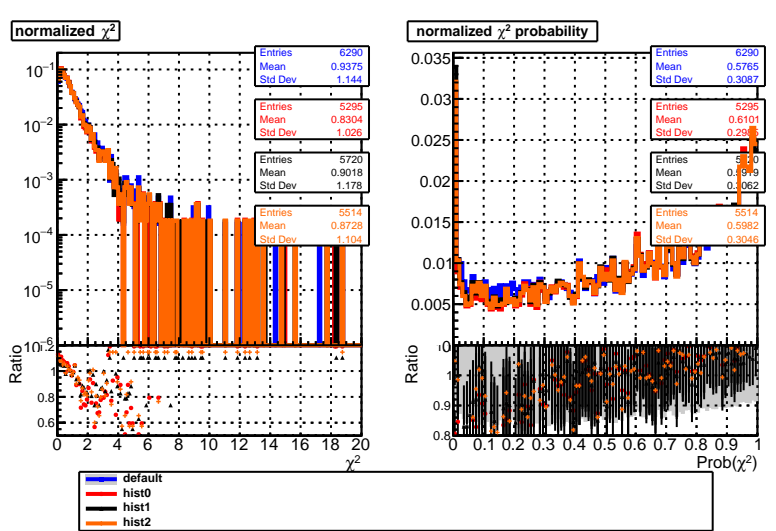 normalized χ²
Entries 6290
Mean 0.9375
Std Dev 1.144
Entries 5295
Mean 0.8304
Std Dev 1.026
Entries 5720
Mean 0.9018
Std Dev 1.178
Entries 5514
Mean 0.8728
Std Dev 1.104
10⁻¹
10⁻²
10⁻³
10⁻⁴
10⁻⁵
Ratio
1
0.8
0.6
0 2 4 6 8 10 12 14 16 18 20
χ²
normalized χ² probability
Entries 6290
Mean 0.5765
Std Dev 0.3087
Entries 5295
Mean 0.6101
Std Dev
Entries
Mean
Std Dev
Entries 5514
Mean 0.5982
Std Dev 0.3046
0.035
0.03
0.025
0.02
0.015
0.01
0.005
Ratio
1
0.9
0.8
0 0.1 0.2 0.3 0.4 0.5 0.6 0.7 0.8 0.9 1
Prob(χ²)
default
hist0
hist1
hist2